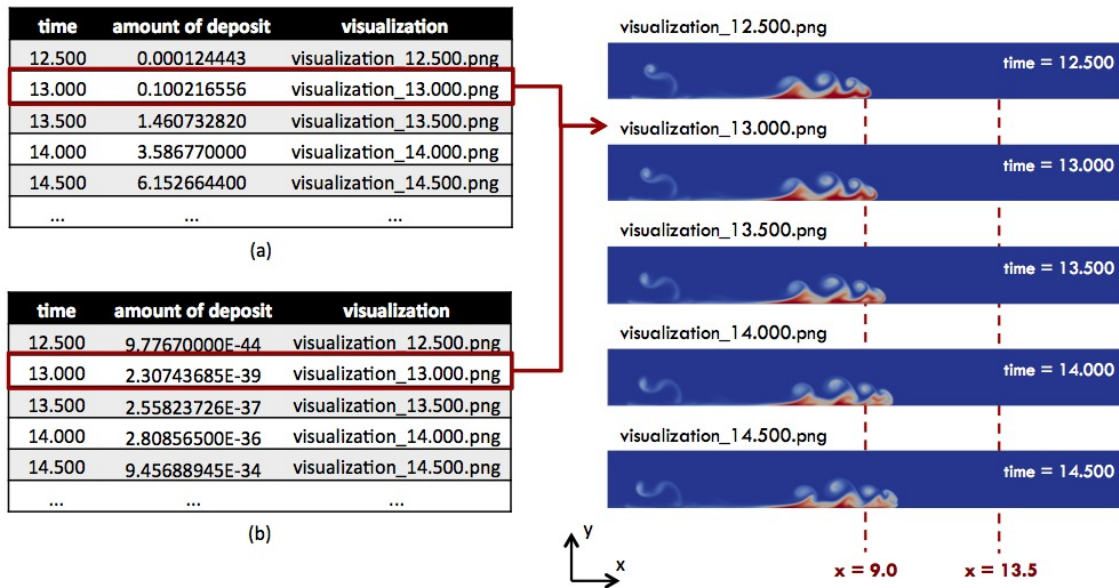 time amount of deposit visualization
12.500 0.000124443 visualization_12.500.png
13.000 0.100216556 visualization_13.000.png
13.500 1.460732820 visualization_13.500.png
14.000 3.586770000 visualization_14.000.png
14.500 6.152664400 visualization_14.500.png
... ... ...
(a)
time amount of deposit visualization
12.500 9.77670000E-44 visualization_12.500.png
13.000 2.30743685E-39 visualization_13.000.png
13.500 2.55823726E-37 visualization_13.500.png
14.000 2.80856500E-36 visualization_14.000.png
14.500 9.45688945E-34 visualization_14.500.png
... ... ...
(b)
visualization_12.500.png
time = 12.500
visualization_13.000.png
time = 13.000
visualization_13.500.png
time = 13.500
visualization_14.000.png
time = 14.000
visualization_14.500.png
time = 14.500
y
x
x = 9.0
x = 13.5